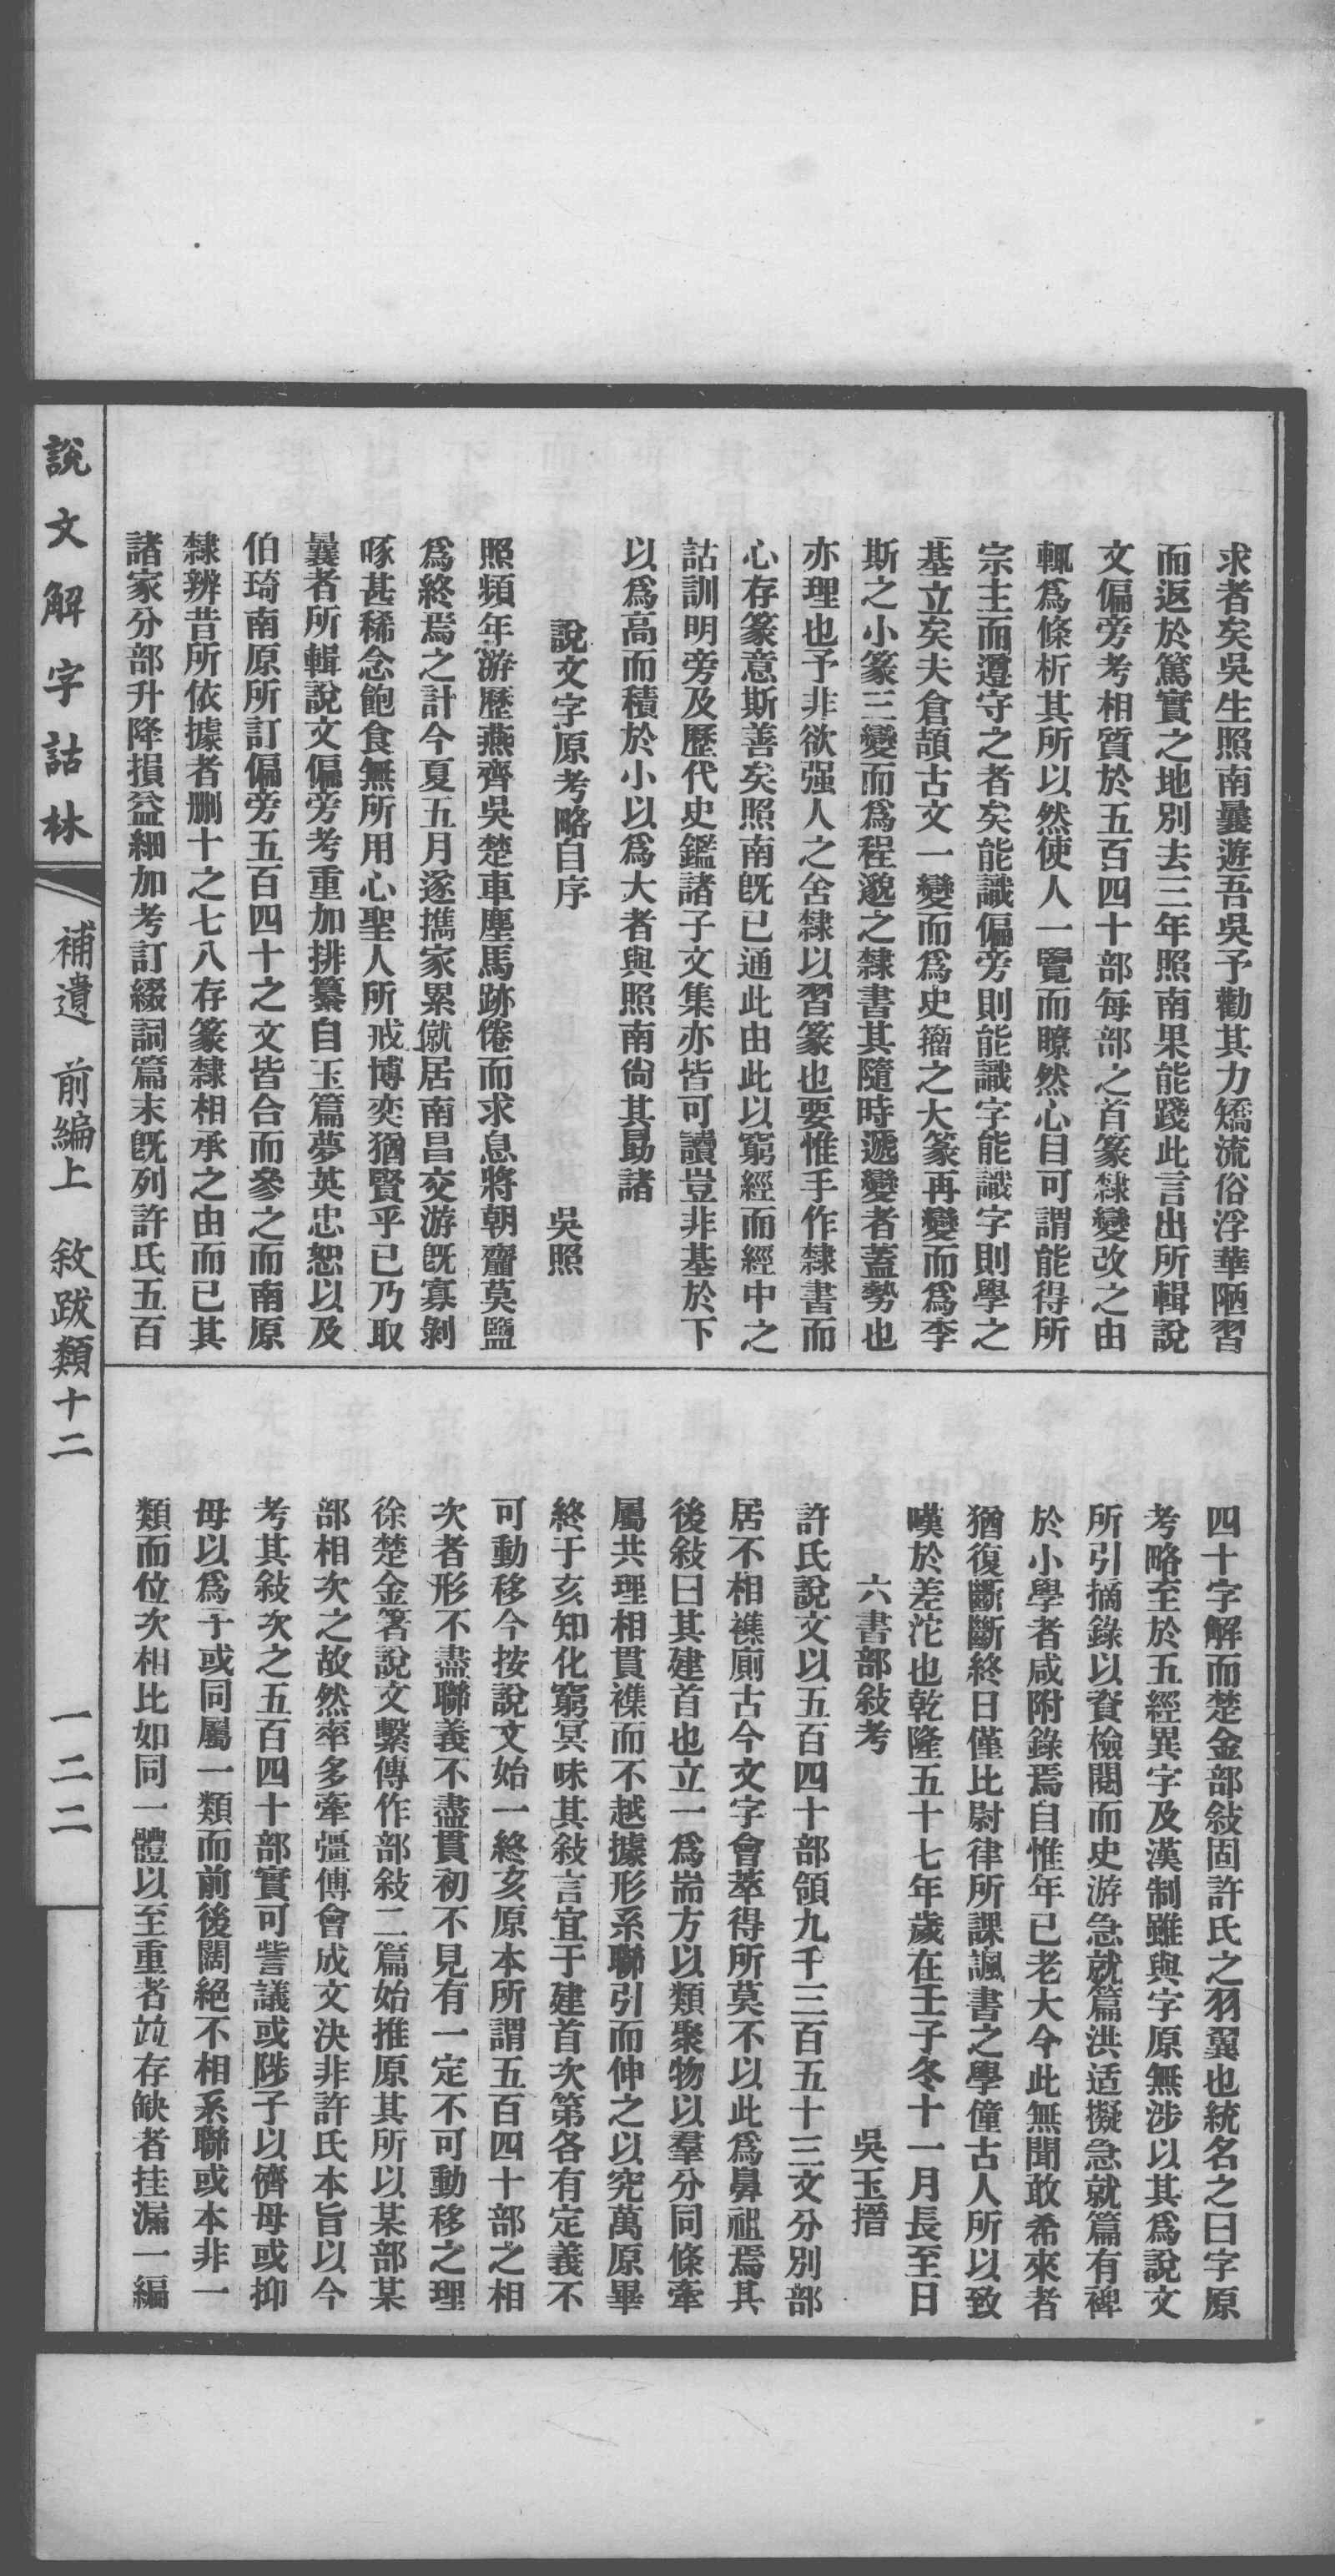 求者矣吳生照南曩遊吾吳予勸其力矯流俗浮華陋習
而返於篤實之地別去三年照南果能踐此言出所輯說
文偏旁考相質於五百四十部每部之首篆隸變改之由
輒爲條析其所以然使人一覽而瞭然心目可謂能得所
宗主而遵守之者矣能識偏旁則能識字能識字則學之
基立矣夫倉頡古文一變而爲史籀之大篆再變而爲李
斯之小篆三變而爲程邈之隸書其隨時遞變者蓋勢也
亦理也予非欲强人之舍隸以習篆也要惟手作隸書而
心存篆意斯善矣照南旣已通此由此以窮經而經中之
詁訓明旁及歷代史鑑諸子文集亦皆可讀豈非基於下
以爲高而積於小以爲大者與照南尙其勗諸
說文字原考略自序 吳照
照頻年游歷燕齊吳楚車塵馬跡倦而求息將朝齏莫鹽
爲終焉之計今夏五月遂擕家累僦居南昌交游旣寡剝
啄甚稀念飽食無所用心聖人所戒博奕猶賢乎已乃取
曩者所輯說文偏旁考重加排纂自玉篇夢英忠恕以及
伯琦南原所訂偏旁五百四十之文皆合而參之而南原
隸辨昔所依據者删十之七八存篆隸相承之由而已其
諸家分部升降損益細加考訂綴詞篇末旣列許氏五百
四十字解而楚金部敍固許氏之羽翼也統名之曰字原
考略至於五經異字及漢制雖與字原無涉以其爲說文
所引摘錄以資檢閱而史游急就篇洪适擬急就篇有裨
於小學者咸附錄焉自惟年已老大今此無聞敢希來者
猶復斷斷終日僅比尉律所課諷書之學僮古人所以致
嘆於差沱也乾隆五十七年歲在壬子冬十一月長至日
六書部敍考 吳玉搢
許氏說文以五百四十部領九千三百五十三文分別部
居不相襍廁古今文字會萃得所莫不以此爲鼻祖焉其
後敍曰其建首也立一爲耑方以類聚物以羣分同條牽
屬共理相貫襍而不越據形系聯引而伸之以究萬原畢
終于亥知化窮冥味其敍言宜于建首次第各有定義不
可動移今按說文始一終亥原本所謂五百四十部之相
次者形不盡聯義不盡貫初不見有一定不可動移之理
徐楚金箸說文繫傳作部敍二篇始推原其所以某部某
部相次之故然率多牽彊傅會成文決非許氏本旨以今
考其敍次之五百四十部實可訾議或陟子以儕母或抑
母以爲子或同屬一類而前後闊絕不相系聯或本非一
類而位次相比如同一體以至重者竝存缺者挂漏一編
說文解字詁林 補遺 前編上 敘跋類十二 一二二